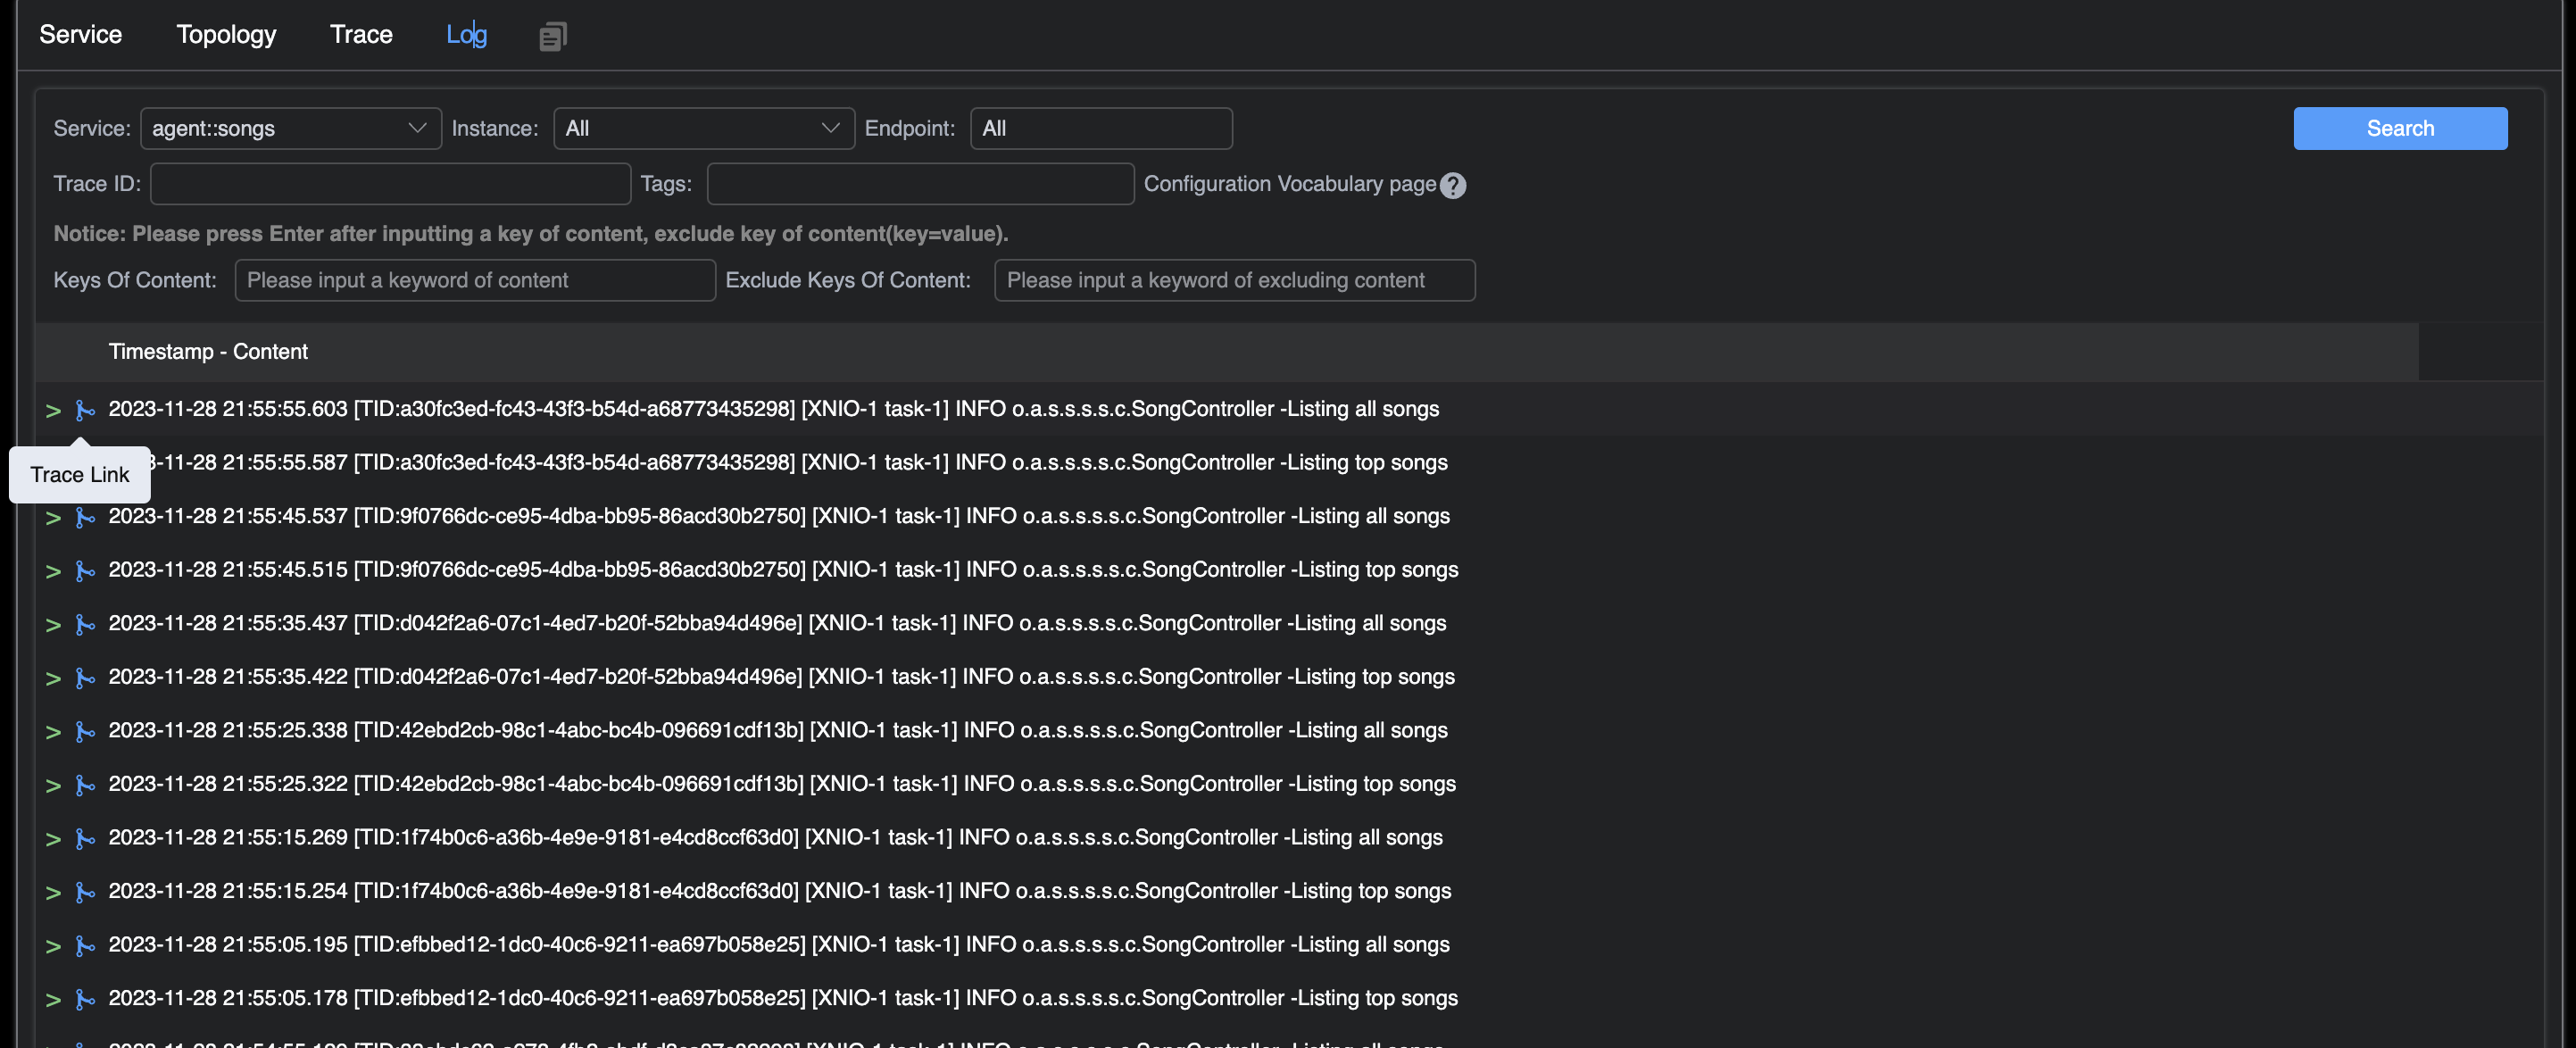 Service Topology Trace Log
Service: agent::songs Instance: All Endpoint: All Search
Trace ID: Tags: Configuration Vocabulary page ?
Notice: Please press Enter after inputting a key of content, exclude key of content(key=value).
Keys Of Content: Please input a keyword of content Exclude Keys Of Content: Please input a keyword of excluding content
Timestamp - Content
> 2023-11-28 21:55:55.603 [TID:a30fc3ed-fc43-43f3-b54d-a68773435298] [XNIO-1 task-1] INFO o.a.s.s.s.s.c.SongController -Listing all songs
Trace Link
3-11-28 21:55:55.587 [TID:a30fc3ed-fc43-43f3-b54d-a68773435298] [XNIO-1 task-1] INFO o.a.s.s.s.s.c.SongController -Listing top songs
> 2023-11-28 21:55:45.537 [TID:9f0766dc-ce95-4dba-bb95-86acd30b2750] [XNIO-1 task-1] INFO o.a.s.s.s.s.c.SongController -Listing all songs
> 2023-11-28 21:55:45.515 [TID:9f0766dc-ce95-4dba-bb95-86acd30b2750] [XNIO-1 task-1] INFO o.a.s.s.s.s.c.SongController -Listing top songs
> 2023-11-28 21:55:35.437 [TID:d042f2a6-07c1-4ed7-b20f-52bba94d496e] [XNIO-1 task-1] INFO o.a.s.s.s.s.c.SongController -Listing all songs
> 2023-11-28 21:55:35.422 [TID:d042f2a6-07c1-4ed7-b20f-52bba94d496e] [XNIO-1 task-1] INFO o.a.s.s.s.s.c.SongController -Listing top songs
> 2023-11-28 21:55:25.338 [TID:42ebd2cb-98c1-4abc-bc4b-096691cdf13b] [XNIO-1 task-1] INFO o.a.s.s.s.s.c.SongController -Listing all songs
> 2023-11-28 21:55:25.322 [TID:42ebd2cb-98c1-4abc-bc4b-096691cdf13b] [XNIO-1 task-1] INFO o.a.s.s.s.s.c.SongController -Listing top songs
> 2023-11-28 21:55:15.269 [TID:1f74b0c6-a36b-4e9e-9181-e4cd8ccf63d0] [XNIO-1 task-1] INFO o.a.s.s.s.s.c.SongController -Listing all songs
> 2023-11-28 21:55:15.254 [TID:1f74b0c6-a36b-4e9e-9181-e4cd8ccf63d0] [XNIO-1 task-1] INFO o.a.s.s.s.s.c.SongController -Listing top songs
> 2023-11-28 21:55:05.195 [TID:efbbed12-1dc0-40c6-9211-ea697b058e25] [XNIO-1 task-1] INFO o.a.s.s.s.s.c.SongController -Listing all songs
> 2023-11-28 21:55:05.178 [TID:efbbed12-1dc0-40c6-9211-ea697b058e25] [XNIO-1 task-1] INFO o.a.s.s.s.s.c.SongController -Listing top songs